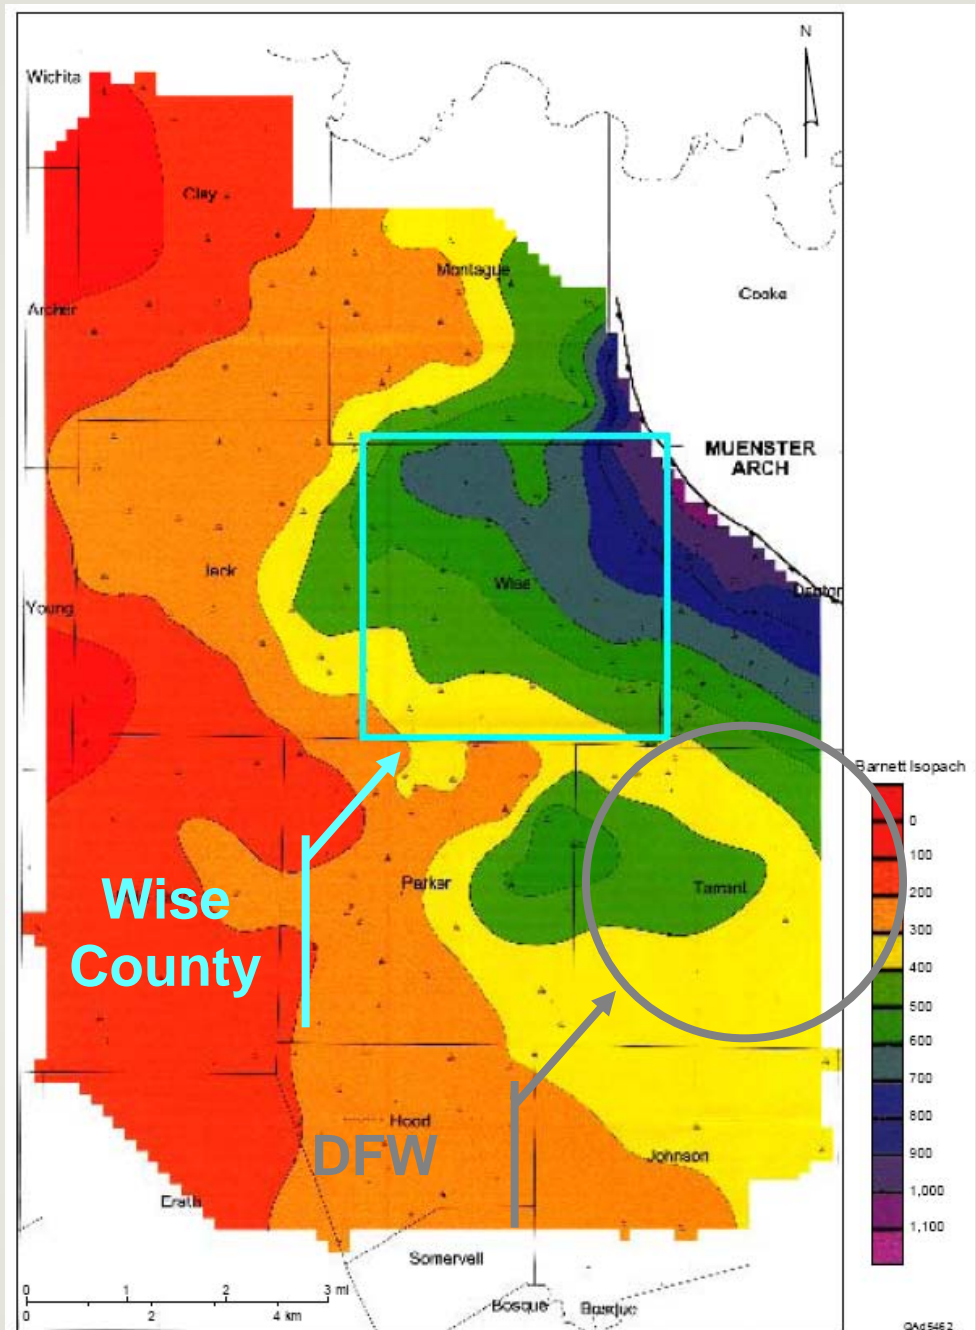 N
Wichita
Clay
Montague
Archer
Cooke
MUENSTER
ARCH
Jack
Wise
Young
Denton
Barnett Isopach
0
100
200
300
400
500
600
700
800
900
1,000
1,100
Parker
Tarrant
Wise
County
Hood
DFW
Johnson
Erath
Somervell
Bosque
Bosque
0 1 2 3 mi
0 2 4 km
QAd5462